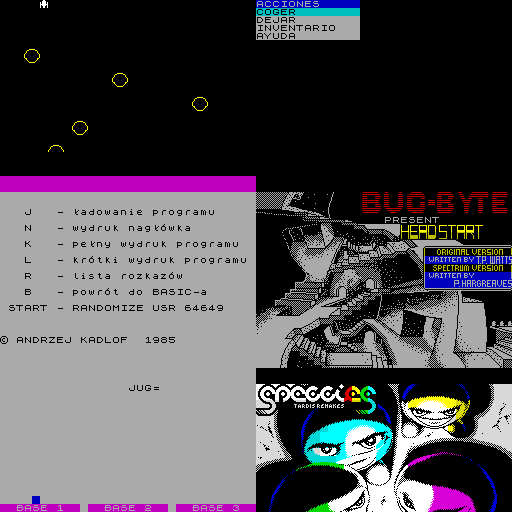 ACCIONES
COGER
DEJAR
INVENTARIO
AYUDA
J - ładowanie programu
N - wydruk nagłówka
K - pełny wydruk programu
L - krótki wydruk programu
R - lista rozkazów
B - powrót do BASIC-a
START - RANDOMIZE USR 64649
© ANDRZEJ KADLOF 1985
JUG=
BASE 1 BASE 2 BASE 3
BUG-BYTE
PRESENT
HEADSTART
ORIGINAL VERSION
WRITTEN BY T.P. WATTS
SPECTRUM VERSION
WRITTEN BY
P. HARGREAVES
speccies
TARDIS REMAKES